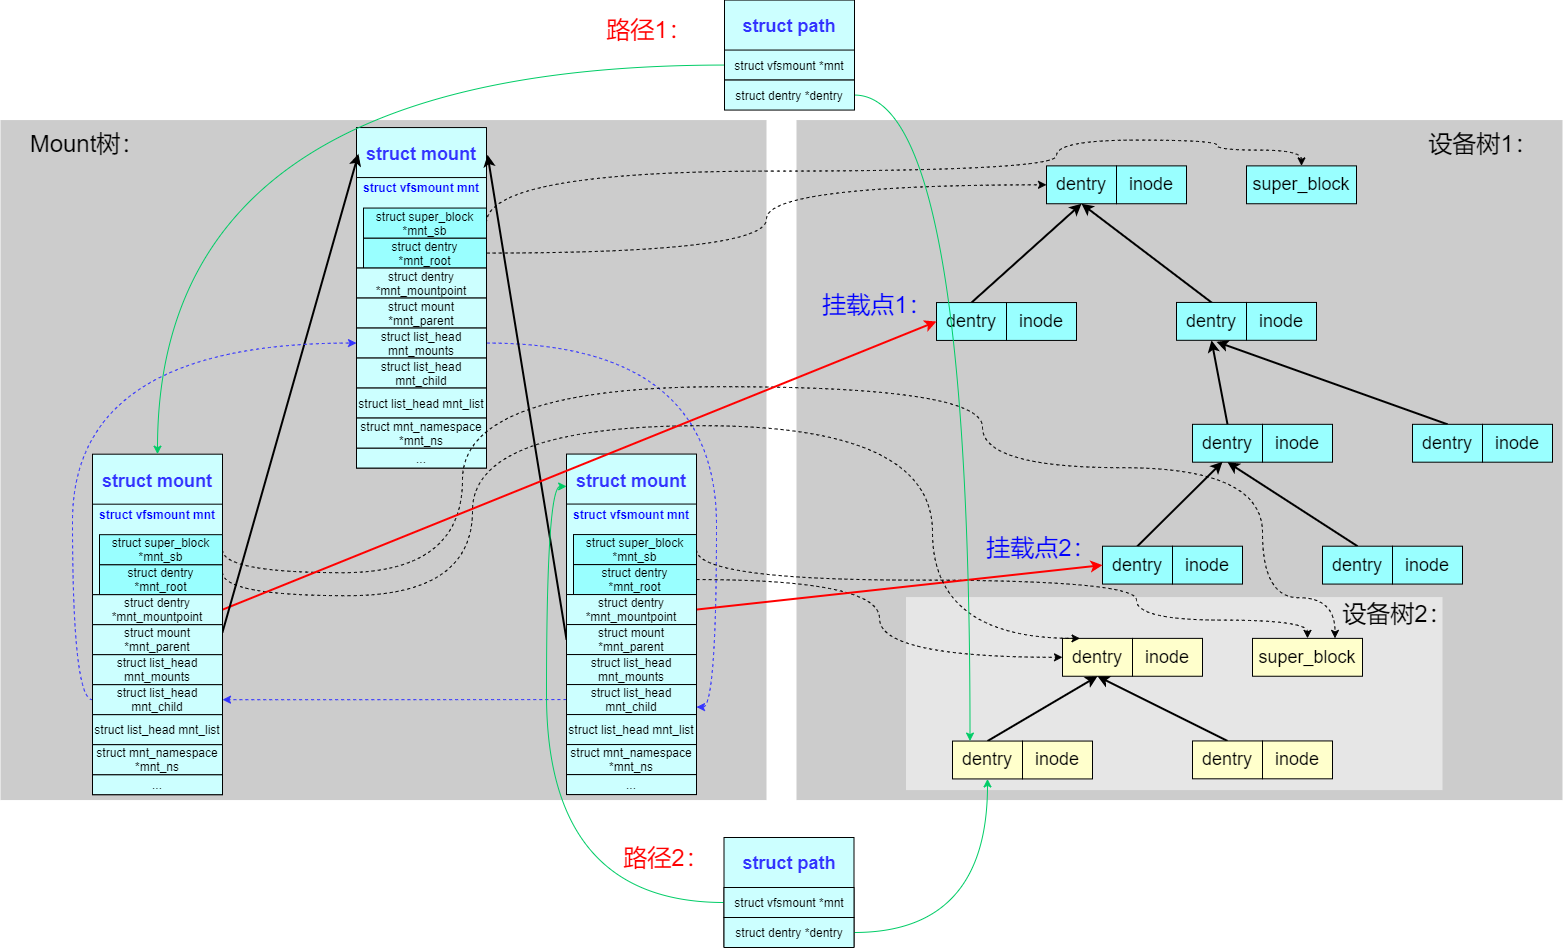 路径1：
struct path
struct vfsmount *mnt
struct dentry *dentry
Mount树：
struct mount
struct vfsmount mnt
struct super_block
*mnt_sb
struct dentry
*mnt_root
struct dentry
*mnt_mountpoint
struct mount
*mnt_parent
struct list_head
mnt_mounts
struct list_head
mnt_child
struct list_head mnt_list
struct mnt_namespace
*mnt_ns
...
struct mount
struct vfsmount mnt
struct super_block
*mnt_sb
struct dentry
*mnt_root
struct dentry
*mnt_mountpoint
struct mount
*mnt_parent
struct list_head
mnt_mounts
struct list_head
mnt_child
struct list_head mnt_list
struct mnt_namespace
*mnt_ns
...
struct mount
struct vfsmount mnt
struct super_block
*mnt_sb
struct dentry
*mnt_root
struct dentry
*mnt_mountpoint
struct mount
*mnt_parent
struct list_head
mnt_mounts
struct list_head
mnt_child
struct list_head mnt_list
struct mnt_namespace
*mnt_ns
...
设备树1：
dentry inode
super_block
挂载点1：
dentry inode
dentry inode
dentry inode
dentry inode
挂载点2：
dentry inode
dentry inode
设备树2：
dentry inode
super_block
dentry inode
dentry inode
路径2：
struct path
struct vfsmount *mnt
struct dentry *dentry